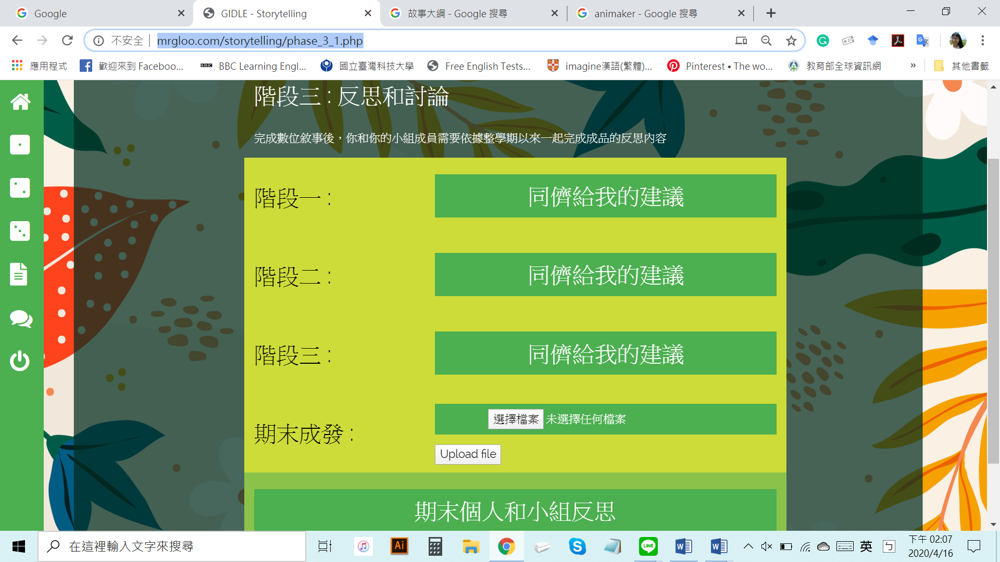 Google
GIDLE - Storytelling
故事大綱 - Google 搜尋
animaker - Google 搜尋
不安全
mrgloo.com/storytelling/phase_3_1.php
應用程式
歡迎來到 Faceboo...
BBC
BBC Learning Engl...
國立臺灣科技大學
Free English Tests...
imagine漢語(繁體)...
Pinterest • The wo...
教育部全球資訊網
»
其他書籤
階段三 : 反思和討論
完成數位敘事後，你和你的小組成員需要依據整學期以來一起完成成品的反思內容
階段一 :
同儕給我的建議
階段二 :
同儕給我的建議
階段三 :
同儕給我的建議
期末成發 :
選擇檔案 未選擇任何檔案
Upload file
期末個人和小組反思
在這裡輸入文字來搜尋
Ai
LINE
英
ㄅ
下午 02:07
2020/4/16